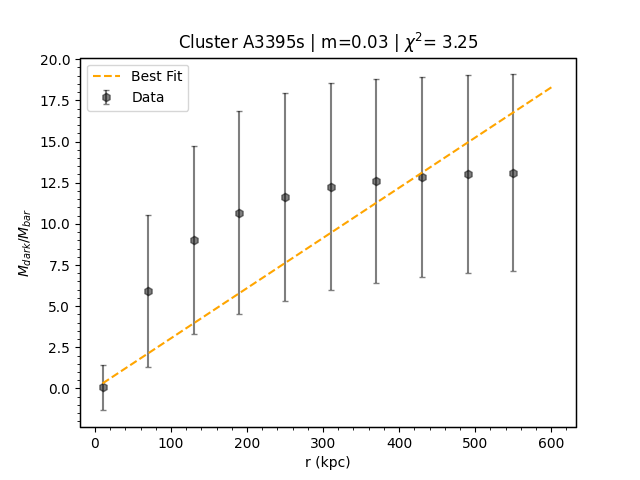 Cluster A3395s | m=0.03 | χ²= 3.25
20.0
17.5
15.0
12.5
10.0
7.5
5.0
2.5
0.0
M_dark/M_bar
Best Fit
Data
0 100 200 300 400 500 600
r (kpc)